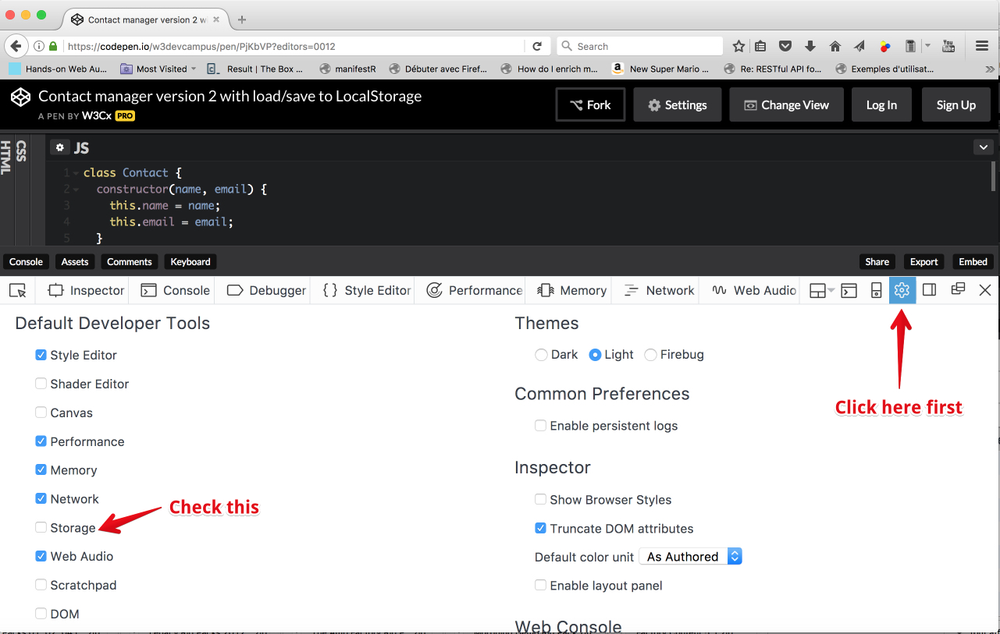 Contact manager version 2 w
https://codepen.io/w3devcampus/pen/PjKbVP?editors=0012
Search
You
Tube
Hands-on Web Au...
Most Visited
Result | The Box ...
manifestR
Débuter avec Firef...
How do I enrich m...
New Super Mario ...
Re: RESTful API fo...
Exemples d'utilisat...
Contact manager version 2 with load/save to LocalStorage
A PEN BY W3Cx PRO
Fork
Settings
Change View
Log In
Sign Up
HTML
CSS
JS
1 class Contact {
2 constructor(name, email) {
3 this.name = name;
4 this.email = email;
5 }
Console
Assets
Comments
Keyboard
Share
Export
Embed
Inspector
Console
Debugger
Style Editor
Performance
Memory
Network
Web Audio
Default Developer Tools
Style Editor
Shader Editor
Canvas
Performance
Memory
Network
Storage
Check this
Web Audio
Scratchpad
DOM
Themes
Dark
Light
Firebug
Click here first
Common Preferences
Enable persistent logs
Inspector
Show Browser Styles
Truncate DOM attributes
Default color unit
As Authored
Enable layout panel
Web Console